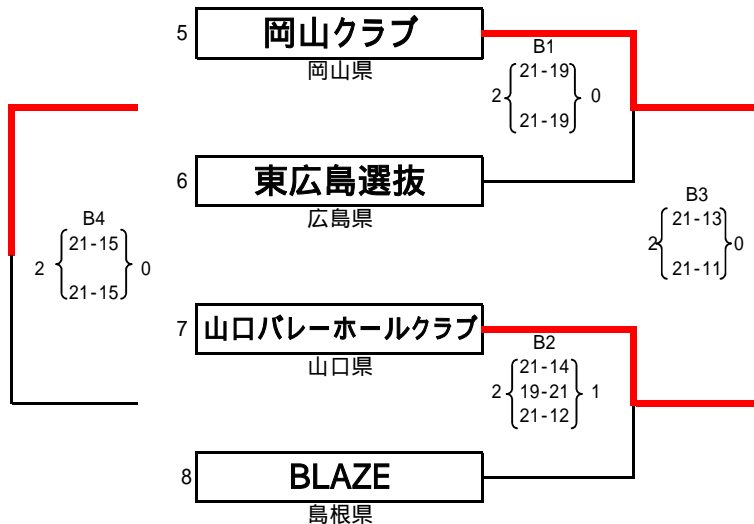 5 岡山クラブ
岡山県
B1
21-19
2 0
21-19
6 東広島選抜
広島県
B4
21-15
2 0
21-15
B3
21-13
2 0
21-11
7 山口バレーホールクラブ
山口県
B2
21-14
2 19-21 1
21-12
8 BLAZE
島根県